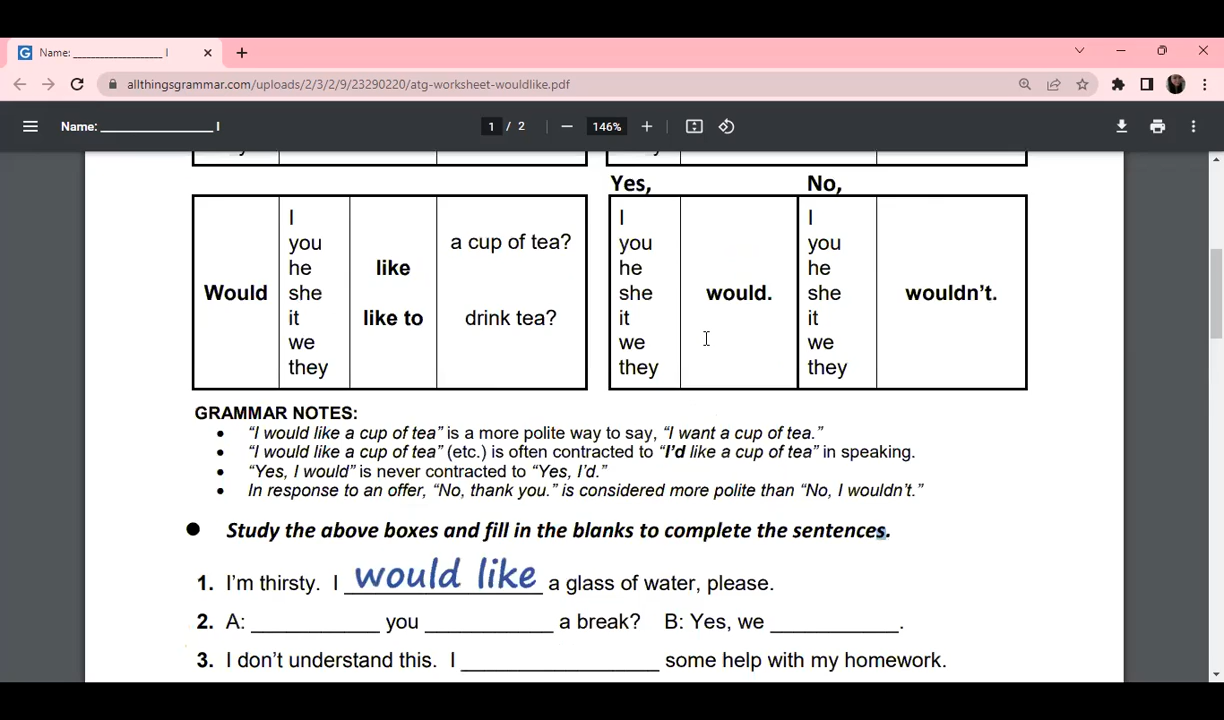 Name: __________________ I
allthingsgrammar.com/uploads/2/3/2/9/23290220/atg-worksheet-wouldlike.pdf
Name: __________________ I
1 / 2
146%
Yes, No,
Would
I
you
he
she
it
we
they
like
like to
a cup of tea?
drink tea?
I
you
he
she
it
we
they
would.
I
you
he
she
it
we
they
wouldn't.
GRAMMAR NOTES:
• "I would like a cup of tea" is a more polite way to say, "I want a cup of tea."
• "I would like a cup of tea" (etc.) is often contracted to "I'd like a cup of tea" in speaking.
• "Yes, I would" is never contracted to "Yes, I'd."
• In response to an offer, "No, thank you." is considered more polite than "No, I wouldn't."
● Study the above boxes and fill in the blanks to complete the sentences.
1. I'm thirsty. I would like a glass of water, please.
2. A: ___________ you ___________ a break? B: Yes, we ___________.
3. I don't understand this. I _________________ some help with my homework.